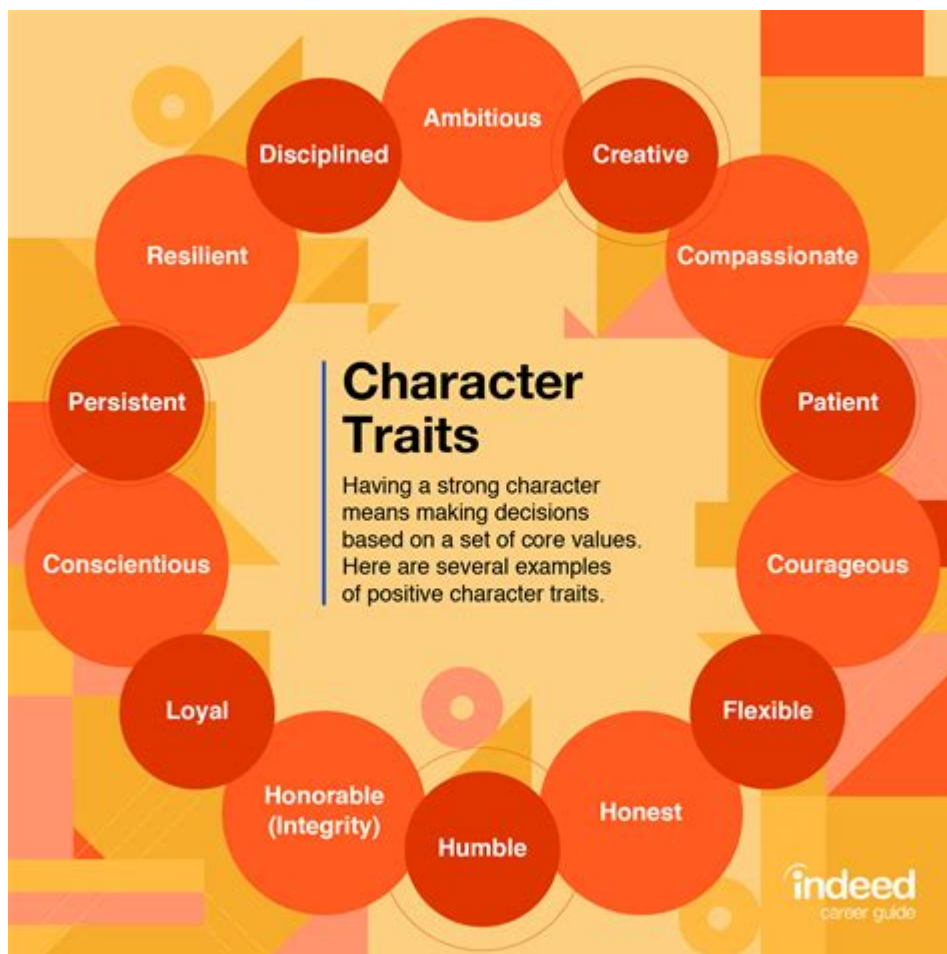 Ambitious
Creative
Compassionate
Patient
Courageous
Flexible
Honest
Humble
Honorable
(Integrity)
Loyal
Conscientious
Persistent
Resilient
Disciplined
Character
Traits
Having a strong character
means making decisions
based on a set of core values.
Here are several examples
of positive character traits.
indeed
career guide